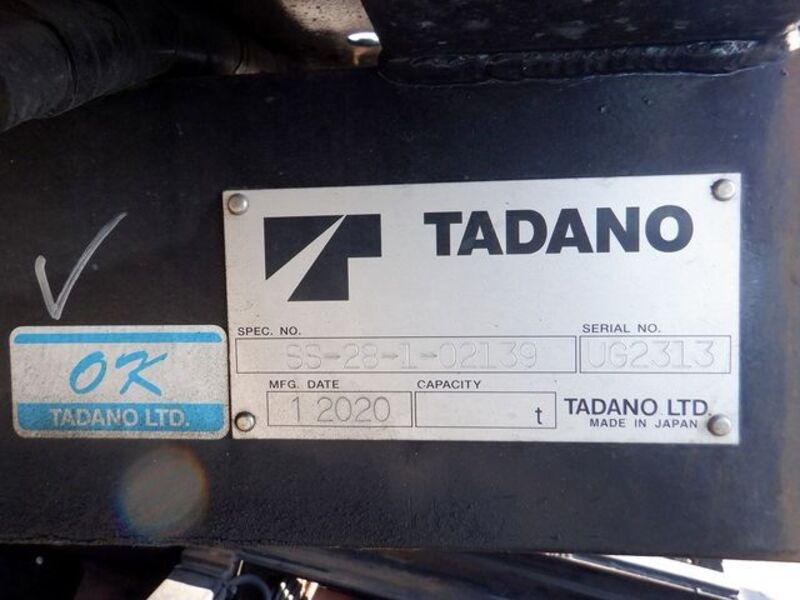 TADANO
SPEC. NO.
SS-28-1-02139
SERIAL NO.
UG2313
MFG. DATE
1 2020
CAPACITY
t
TADANO LTD.
MADE IN JAPAN
OK
TADANO LTD.